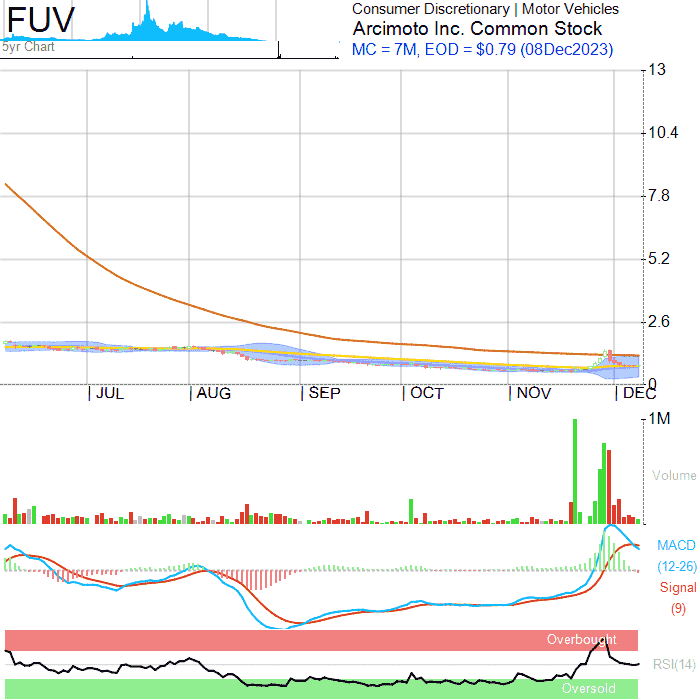 FUV
5yr Chart
Consumer Discretionary | Motor Vehicles
Arcimoto Inc. Common Stock
MC = 7M, EOD = $0.79 (08Dec2023)
13
10.4
7.8
5.2
2.6
0
JUL
AUG
SEP
OCT
NOV
DEC
1M
Volume
MACD
(12-26)
Signal
(9)
Overbought
RSI(14)
Oversold